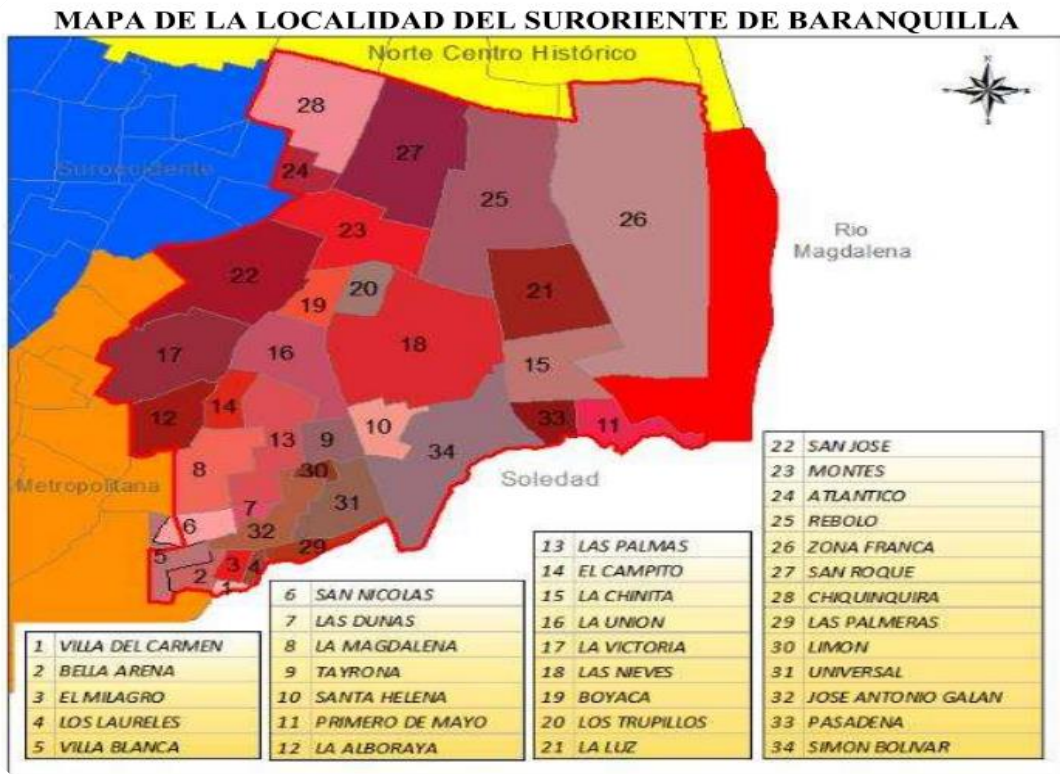 MAPA DE LA LOCALIDAD DEL SURORIENTE DE BARANQUILLA
Norte Centro Histórico
28
27
24
Suroccidente
25
26
23
Rio
Magdalena
22
20
21
19
18
16
17
15
14
12
10
33
11
13
9
34
8
30
Soledad
Metropolitana
31
7
6
32
29
5
2
3
4
1
1 VILLA DEL CARMEN
2 BELLA ARENA
3 EL MILAGRO
4 LOS LAURELES
5 VILLA BLANCA
6 SAN NICOLAS
7 LAS DUNAS
8 LA MAGDALENA
9 TAYRONA
10 SANTA HELENA
11 PRIMERO DE MAYO
12 LA ALBORAYA
13 LAS PALMAS
14 EL CAMPITO
15 LA CHINITA
16 LA UNION
17 LA VICTORIA
18 LAS NIEVES
19 BOYACA
20 LOS TRUPILLOS
21 LA LUZ
22 SAN JOSE
23 MONTES
24 ATLANTICO
25 REBOLO
26 ZONA FRANCA
27 SAN ROQUE
28 CHIQUINQUIRA
29 LAS PALMERAS
30 LIMON
31 UNIVERSAL
32 JOSE ANTONIO GALAN
33 PASADENA
34 SIMON BOLIVAR